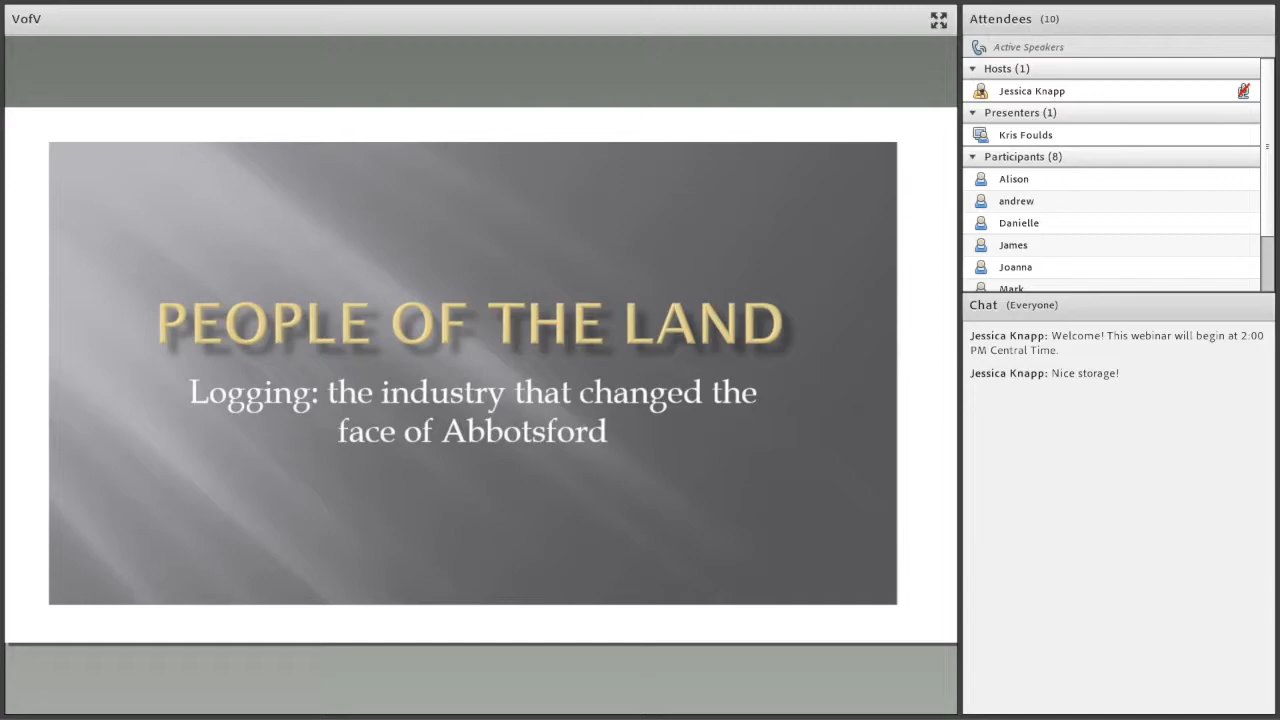 VofV
PEOPLE OF THE LAND
Logging: the industry that changed the
face of Abbotsford
Attendees (10)
Active Speakers
Hosts (1)
Jessica Knapp
Presenters (1)
Kris Foulds
Participants (8)
Alison
andrew
Danielle
James
Joanna
Mark
Chat (Everyone)
Jessica Knapp: Welcome! This webinar will begin at 2:00
PM Central Time.
Jessica Knapp: Nice storage!